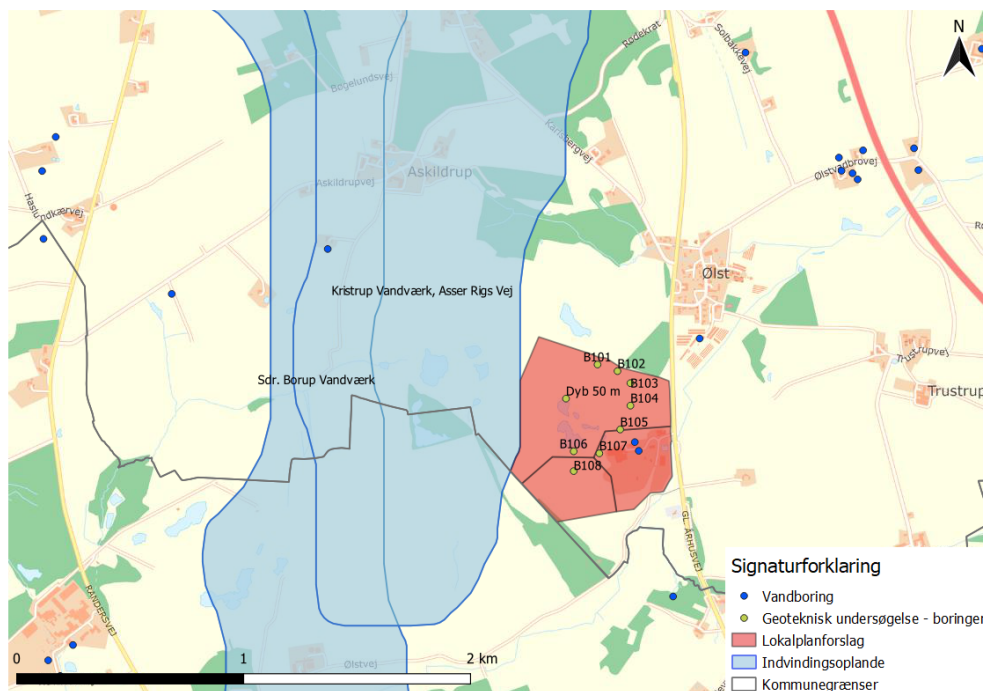 N
Solbakkevej
Rødekrat
Bøgelundsvej
Karlsbergvej
Ølstvadbrovej
Askildrup
Askildrupvej
Haslundkærvej
Ølst
Kristrup Vandværk, Asser Rigs Vej
Trustrupvej
B101
B102
Sdr. Borup Vandværk
B103
Dyb 50 m
Trustrup
B104
B105
B106
B107
B108
GL. ÅRHUSVEJ
RANDERSVEJ
Ølstvej
0
1
2 km
Signaturforklaring
Vandboring
Geoteknisk undersøgelse - boringer
Lokalplanforslag
Indvindingsoplande
Kommunegrænser